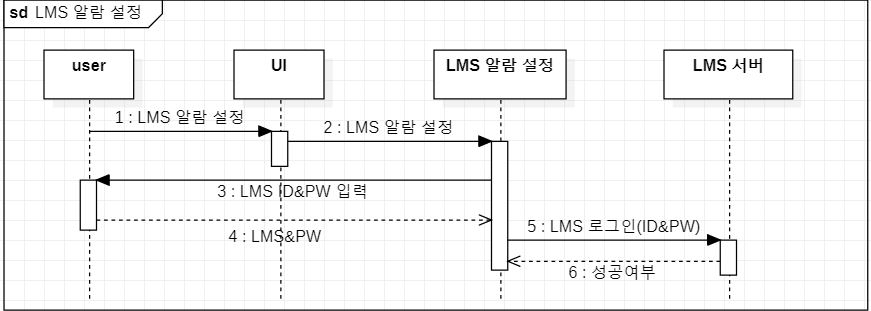 sd LMS 알람 설정
user
UI
LMS 알람 설정
LMS 서버
1 : LMS 알람 설정
2 : LMS 알람 설정
3 : LMS ID&PW 입력
4 : LMS&PW
5 : LMS 로그인(ID&PW)
6 : 성공여부